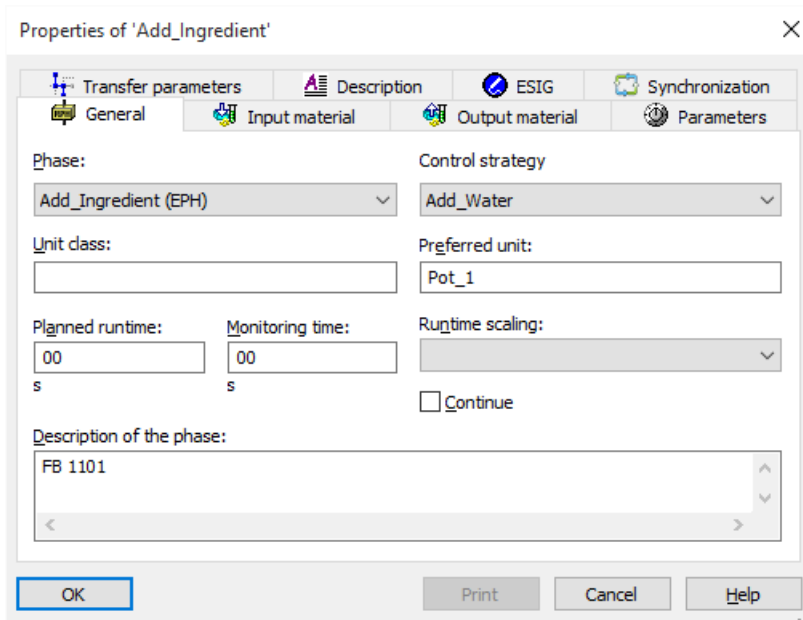 Properties of 'Add_Ingredient'
Transfer parameters
Description
ESIG
Synchronization
General
Input material
Output material
Parameters
Phase:
Control strategy
Add_Ingredient (EPH)
Add_Water
Unit class:
Preferred unit:
Pot_1
Planned runtime:
Monitoring time:
Runtime scaling:
00
00
s
s
Continue
Description of the phase:
FB 1101
OK
Print
Cancel
Help